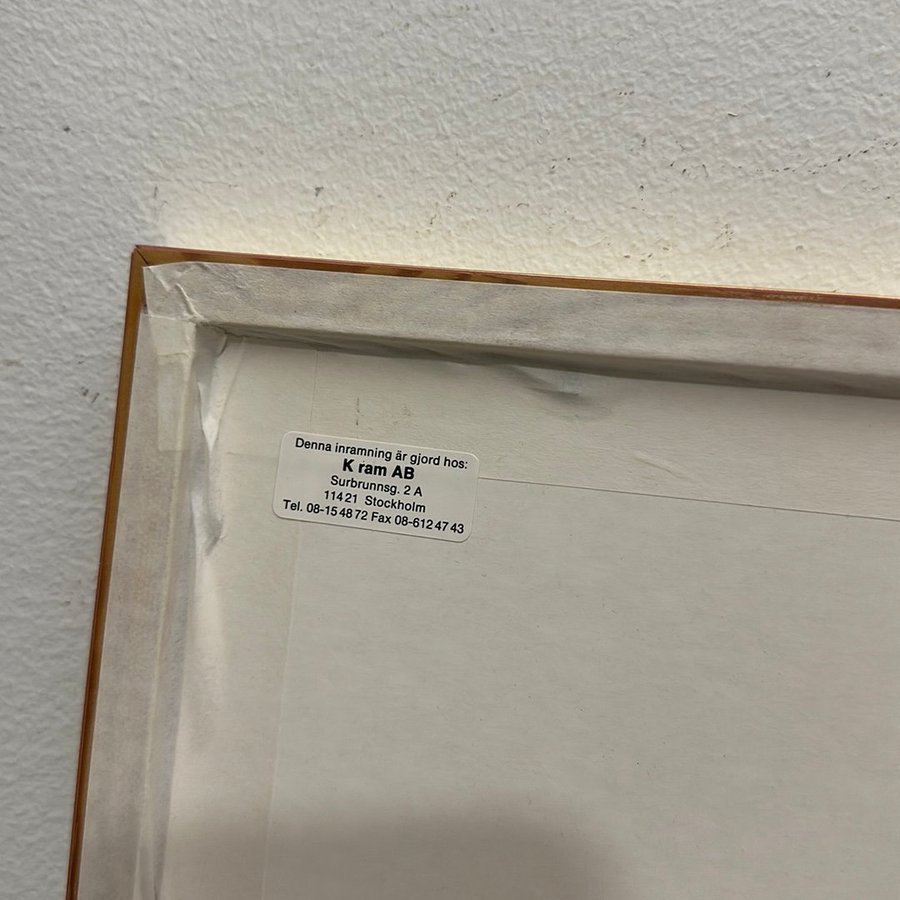 Denna inramning är gjord hos:
K ram AB
Surbrunnsg. 2 A
114 21 Stockholm
Tel. 08-15 48 72 Fax 08-612 47 43